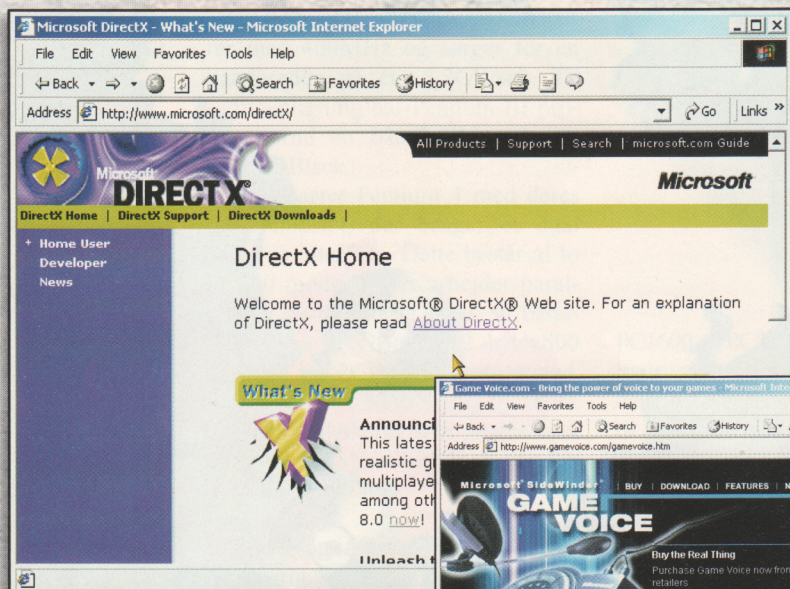 Microsoft DirectX - What's New - Microsoft Internet Explorer
File Edit View Favorites Tools Help
Back Search Favorites History
Address http://www.microsoft.com/directX/ Go Links »
All Products | Support | Search | microsoft.com Guide
Microsoft
DIRECT X®
Microsoft
DirectX Home | DirectX Support | DirectX Downloads |
+ Home User
Developer
News
DirectX Home
Welcome to the Microsoft® DirectX® Web site. For an explanation
of DirectX, please read About DirectX.
What's New
Announci
This latest
realistic g
multiplaye
among oth
8.0 now!
Unleash t
Game Voice.com - Bring the power of voice to your games - Microsoft Inte
File Edit View Favorites Tools Help
Back Search Favorites History
Address http://www.gamevoice.com/gamevoice.htm
Microsoft® SideWinder® | BUY | DOWNLOAD | FEATURES | N
GAME
VOICE
Buy the Real Thing
Purchase Game Voice now from
retailers